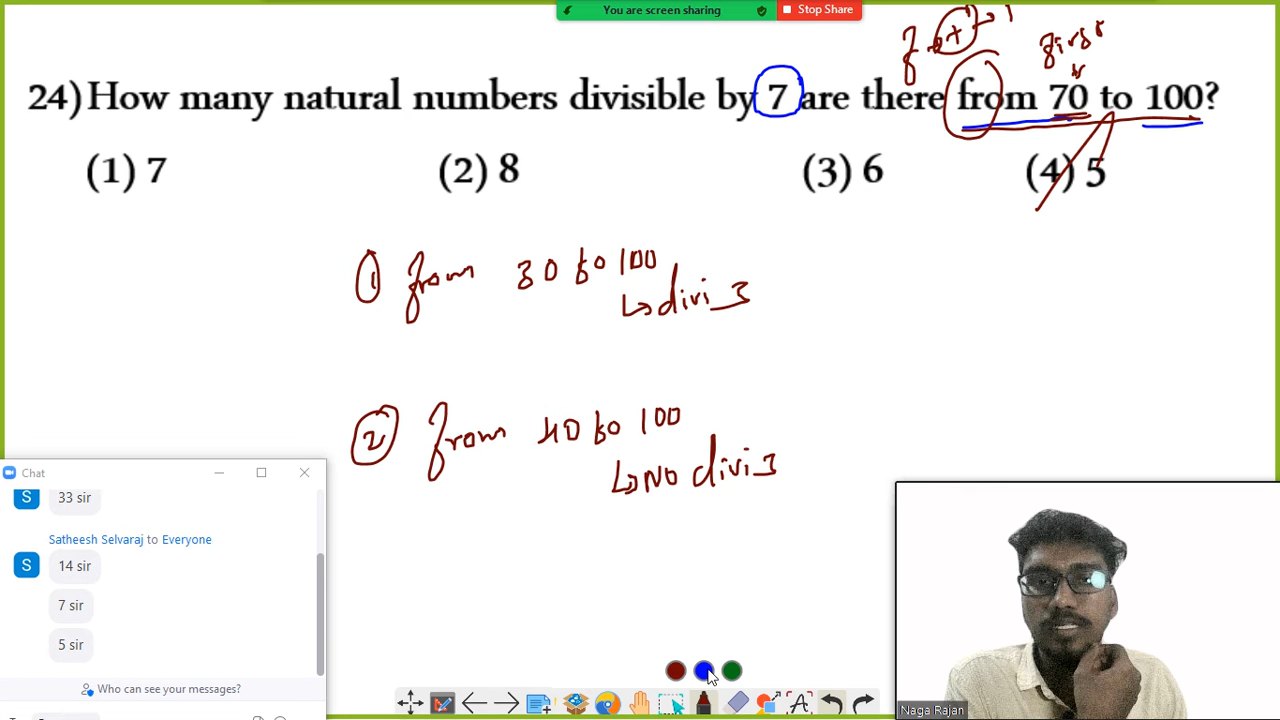 You are screen sharing
Stop Share
first
24) How many natural numbers divisible by 7 are there from 70 to 100?
(1) 7 (2) 8 (3) 6 (4) 5
① from 30 to 100
↳ divi 3
② from 40 to 100
↳ No divi 3
Chat
S 33 sir
Satheesh Selvaraj to Everyone
S 14 sir
7 sir
5 sir
Who can see your messages?
Naga Rajan